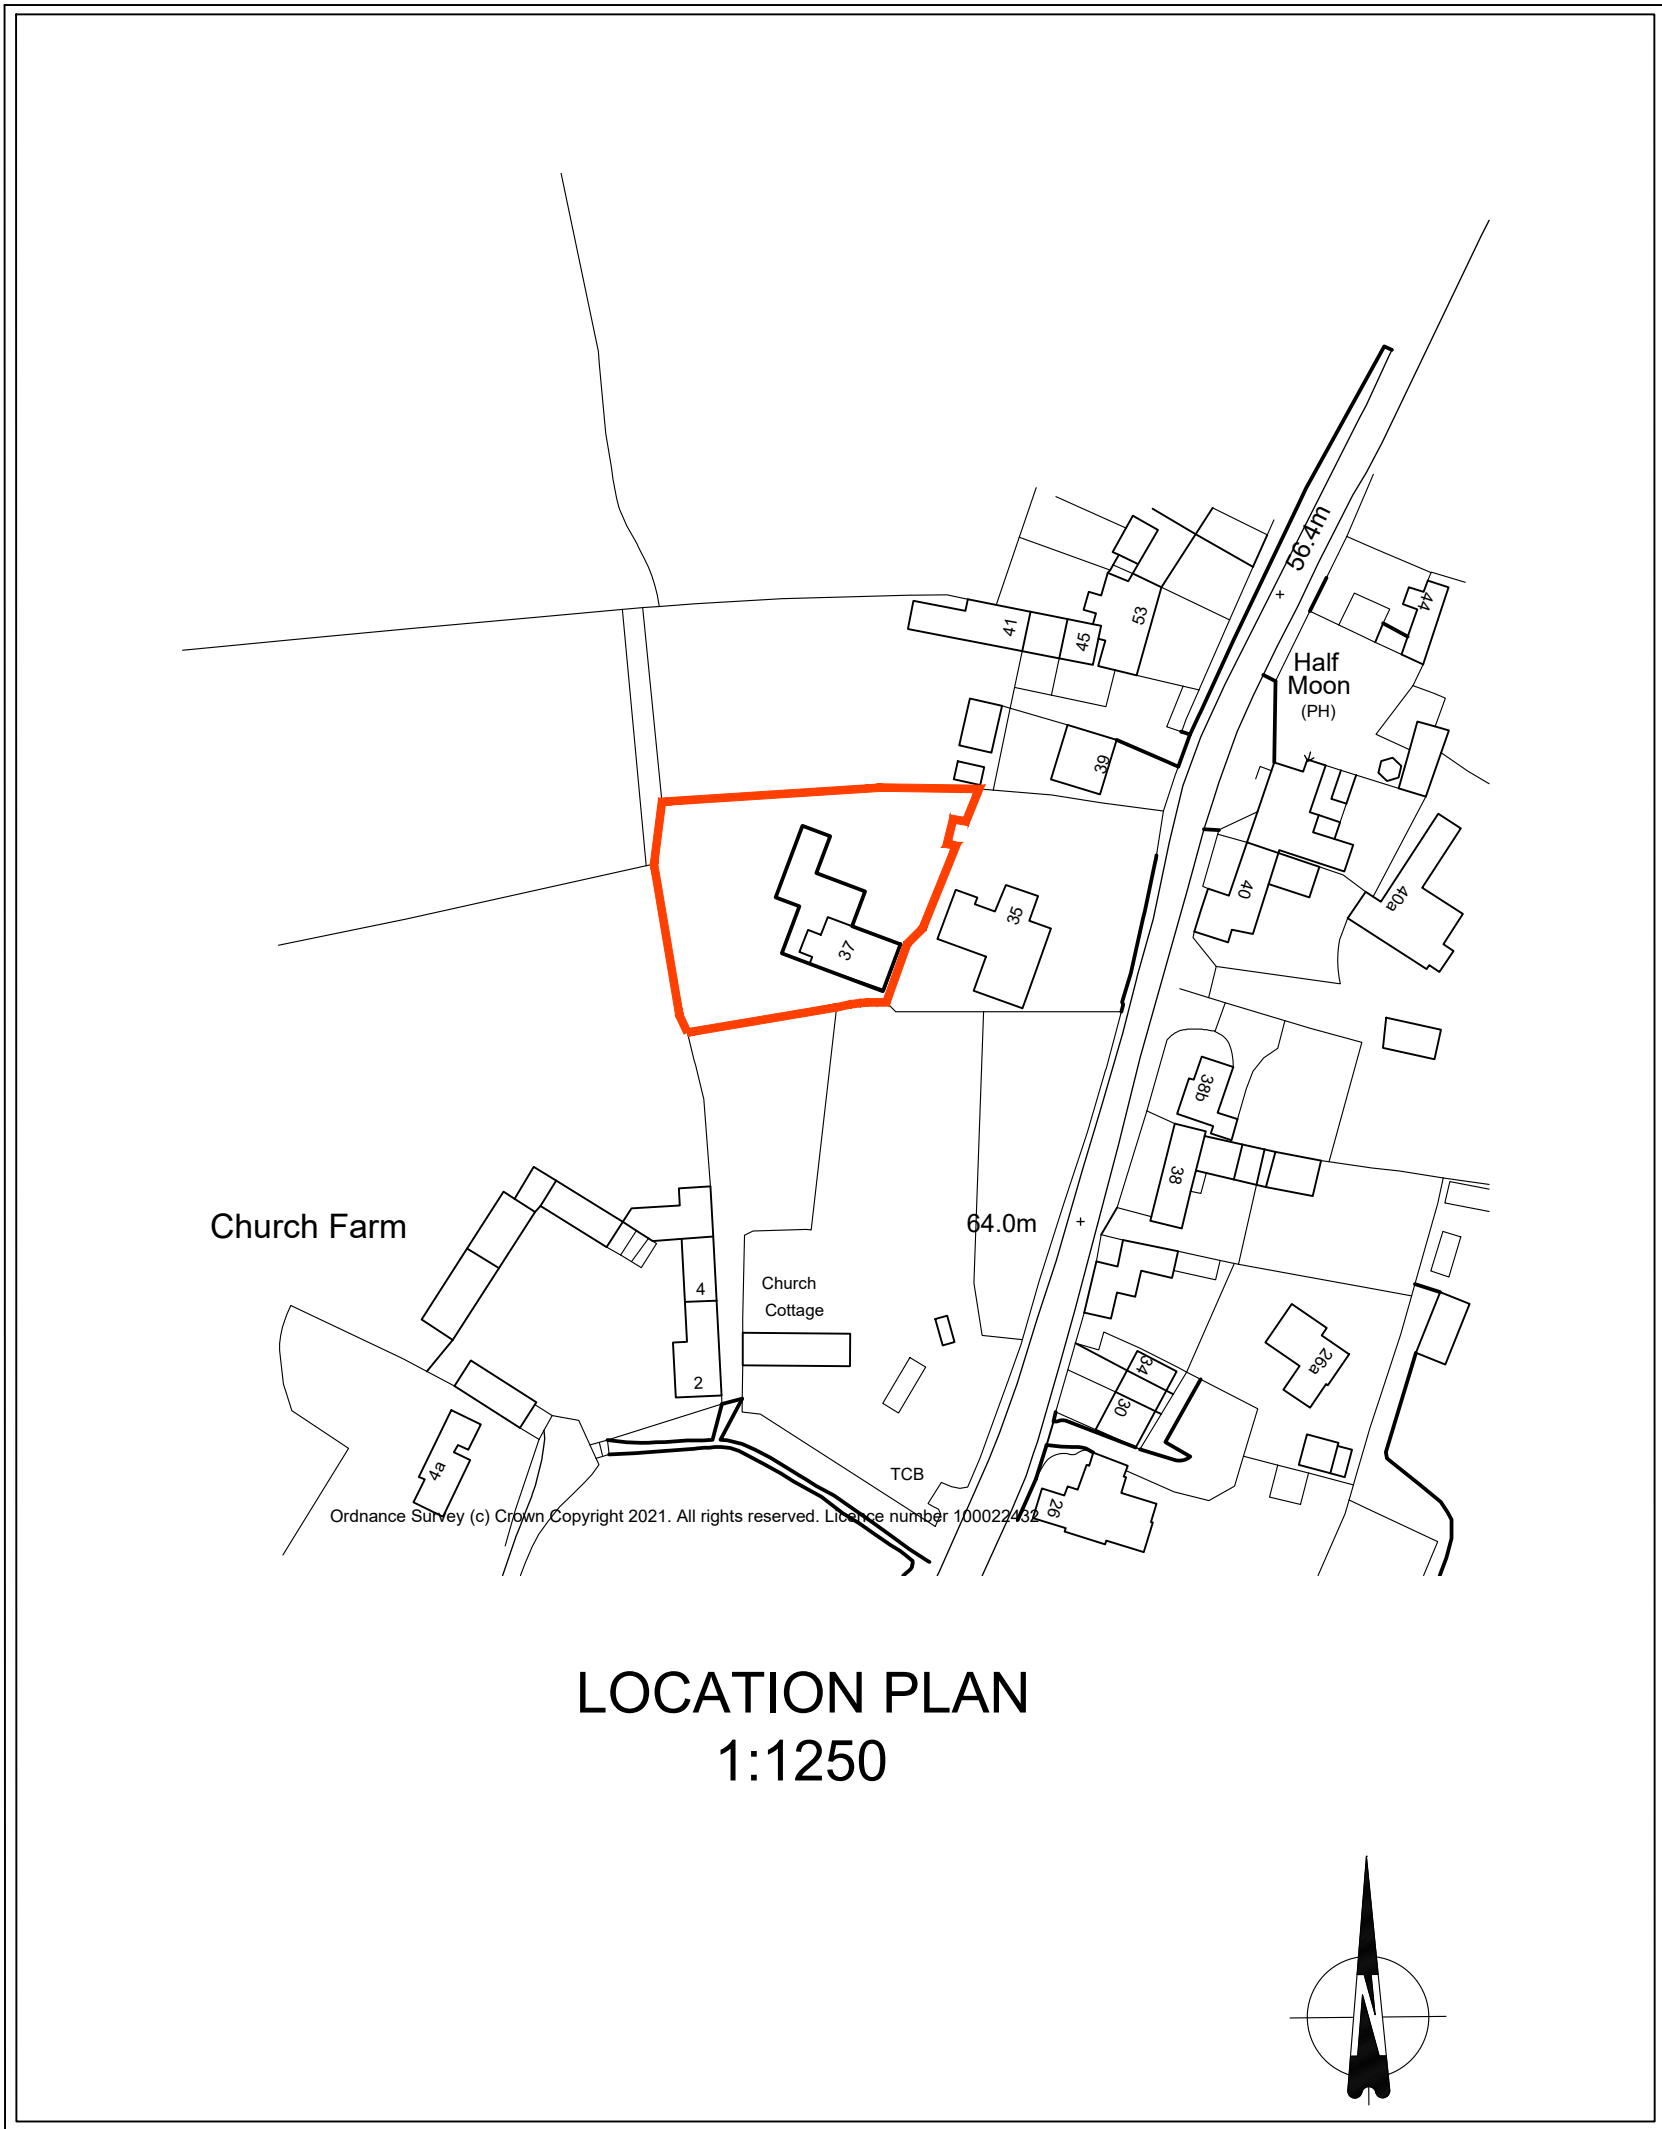 56.4m
44
53
41
45
Half
Moon
(PH)
39
40
40a
35
37
38b
38
Church Farm
64.0m
4
Church
Cottage
2
34
26a
30
4a
TCB
26
Ordnance Survey (c) Crown Copyright 2021. All rights reserved. Licence number 100022432
LOCATION PLAN
1:1250
N